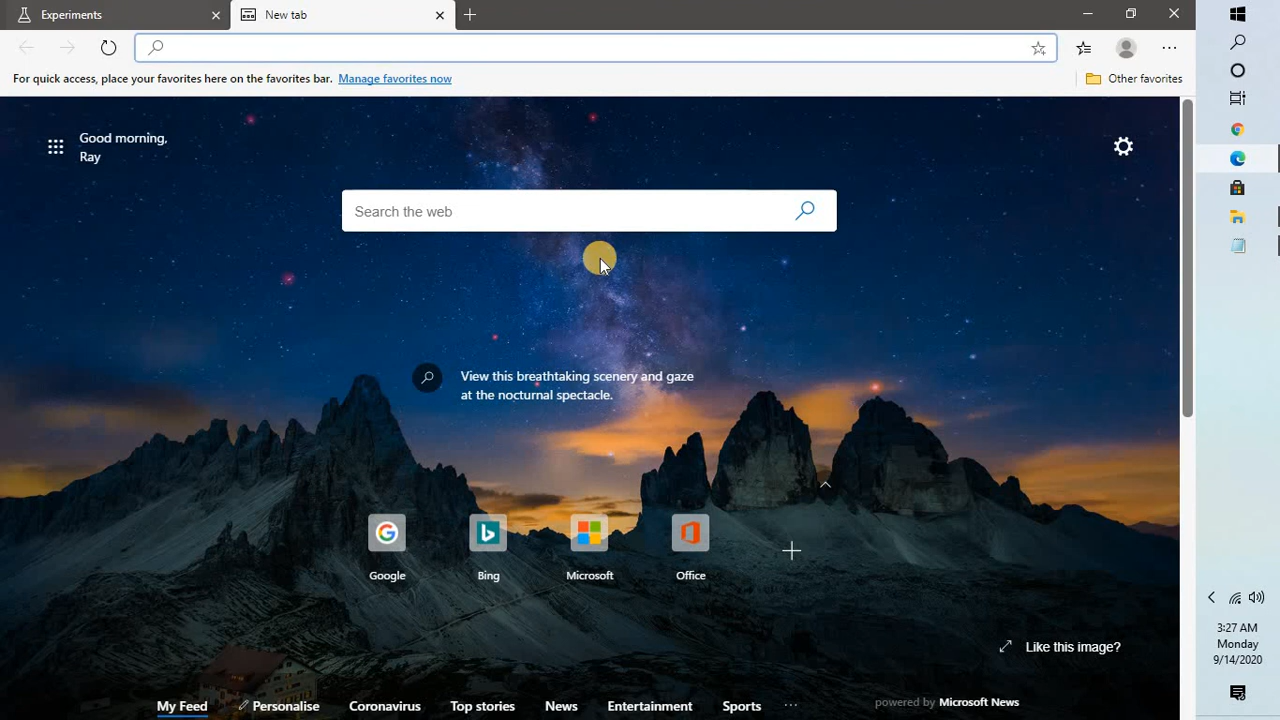 Experiments
New tab
For quick access, place your favorites here on the favorites bar. Manage favorites now
Other favorites
Good morning,
Ray
Search the web
View this breathtaking scenery and gaze
at the nocturnal spectacle.
Google
Bing
Microsoft
Office
Like this image?
My Feed
Personalise
Coronavirus
Top stories
News
Entertainment
Sports
powered by Microsoft News
3:27 AM
Monday
9/14/2020